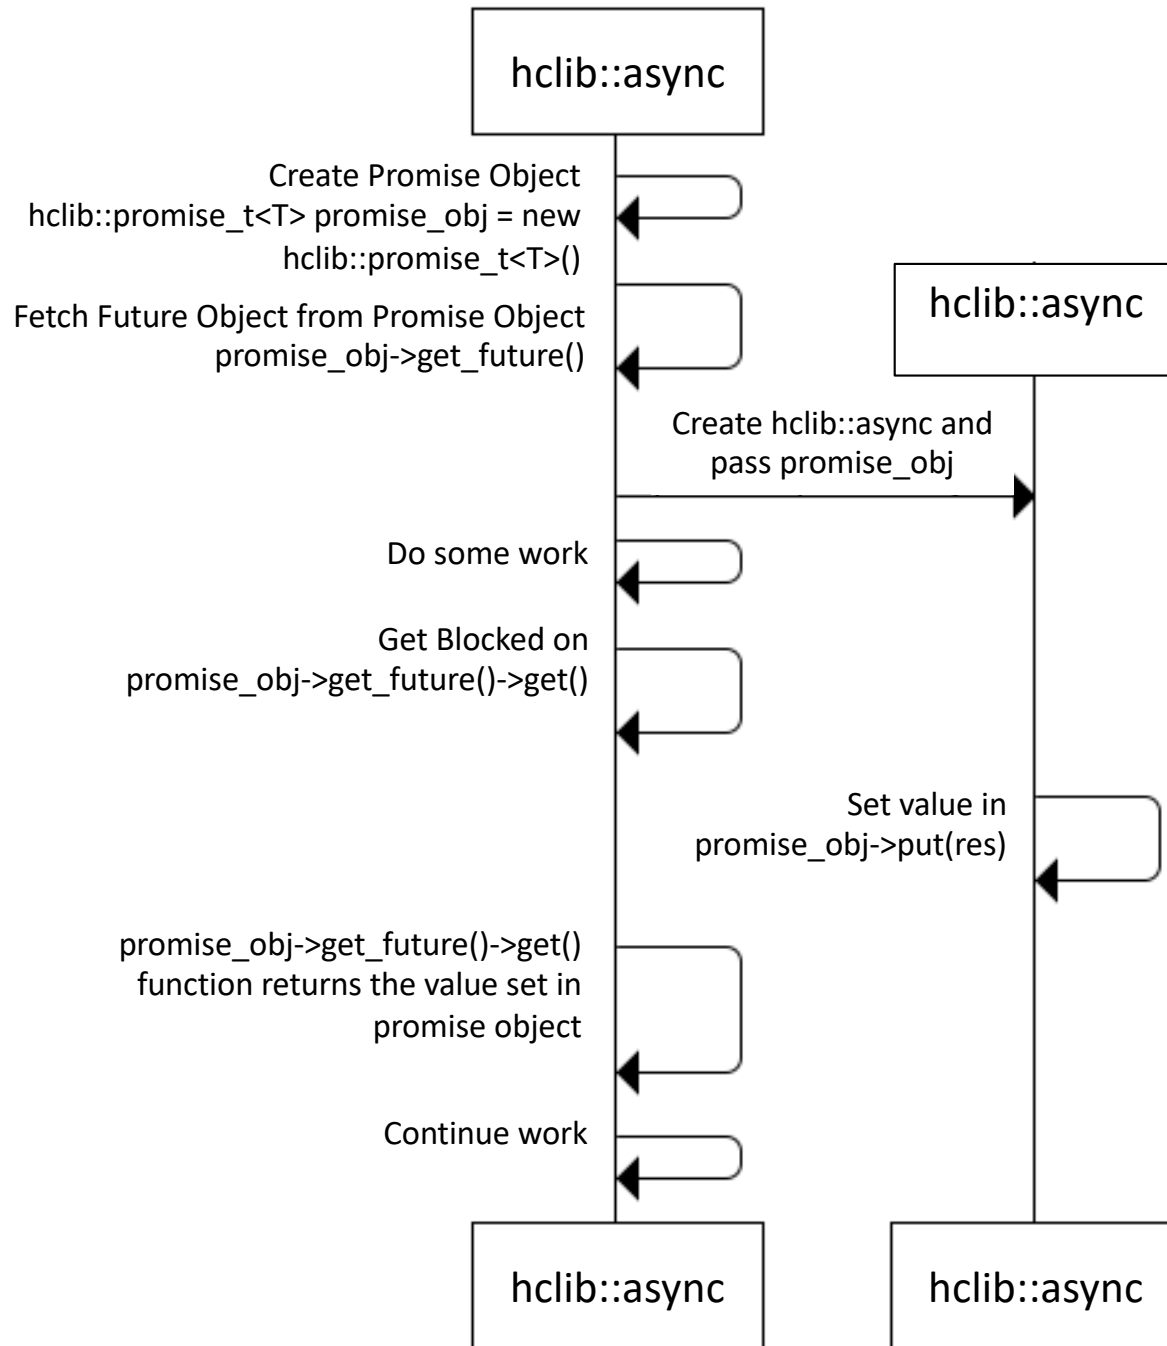 hclib::async
Create Promise Object
hclib::promise_t<T> promise_obj = new
hclib::promise_t<T>()
hclib::async
Fetch Future Object from Promise Object
promise_obj->get_future()
Create hclib::async and
pass promise_obj
Do some work
Get Blocked on
promise_obj->get_future()->get()
Set value in
promise_obj->put(res)
promise_obj->get_future()->get()
function returns the value set in
promise object
Continue work
hclib::async
hclib::async